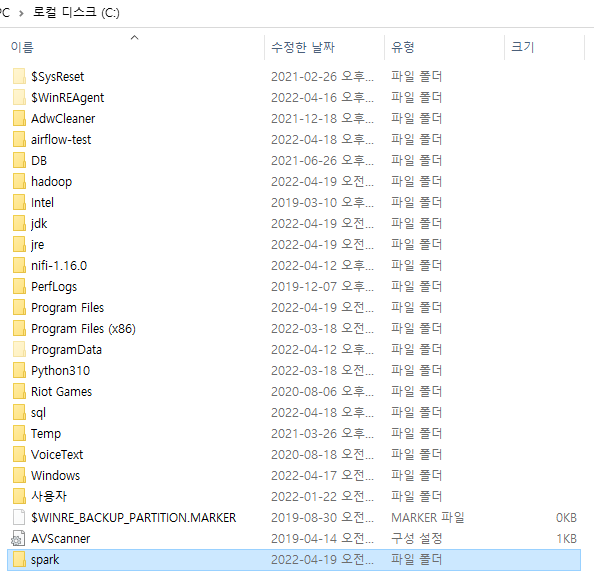 PC > 로컬 디스크 (C:)
이름 수정한 날짜 유형 크기
$SysReset 2021-02-26 오후... 파일 폴더
$WinREAgent 2022-04-16 오후... 파일 폴더
AdwCleaner 2021-12-18 오후... 파일 폴더
airflow-test 2022-04-18 오후... 파일 폴더
DB 2021-06-26 오후... 파일 폴더
hadoop 2022-04-19 오전... 파일 폴더
Intel 2019-03-10 오후... 파일 폴더
jdk 2022-04-19 오전... 파일 폴더
jre 2022-04-19 오전... 파일 폴더
nifi-1.16.0 2022-04-12 오후... 파일 폴더
PerfLogs 2019-12-07 오후... 파일 폴더
Program Files 2022-04-19 오전... 파일 폴더
Program Files (x86) 2022-03-18 오전... 파일 폴더
ProgramData 2022-04-12 오후... 파일 폴더
Python310 2022-03-18 오전... 파일 폴더
Riot Games 2020-08-06 오후... 파일 폴더
sql 2022-04-18 오후... 파일 폴더
Temp 2021-03-26 오후... 파일 폴더
VoiceText 2020-08-18 오전... 파일 폴더
Windows 2022-04-17 오전... 파일 폴더
사용자 2022-01-22 오전... 파일 폴더
$WINRE_BACKUP_PARTITION.MARKER 2019-08-30 오전... MARKER 파일 0KB
AVScanner 2019-04-14 오전... 구성 설정 1KB
spark 2022-04-19 오전... 파일 폴더